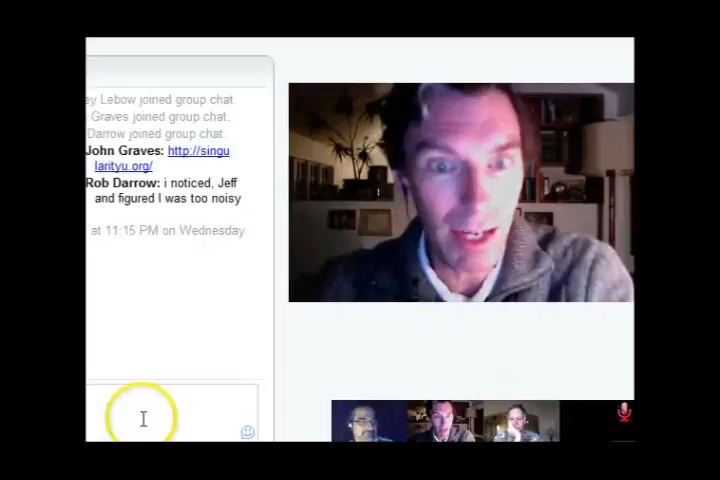 ey Lebow joined group chat.
Graves joined group chat.
Darrow joined group chat.
John Graves: http://singu
larityu.org/
Rob Darrow: i noticed, Jeff
and figured I was too noisy
at 11:15 PM on Wednesday